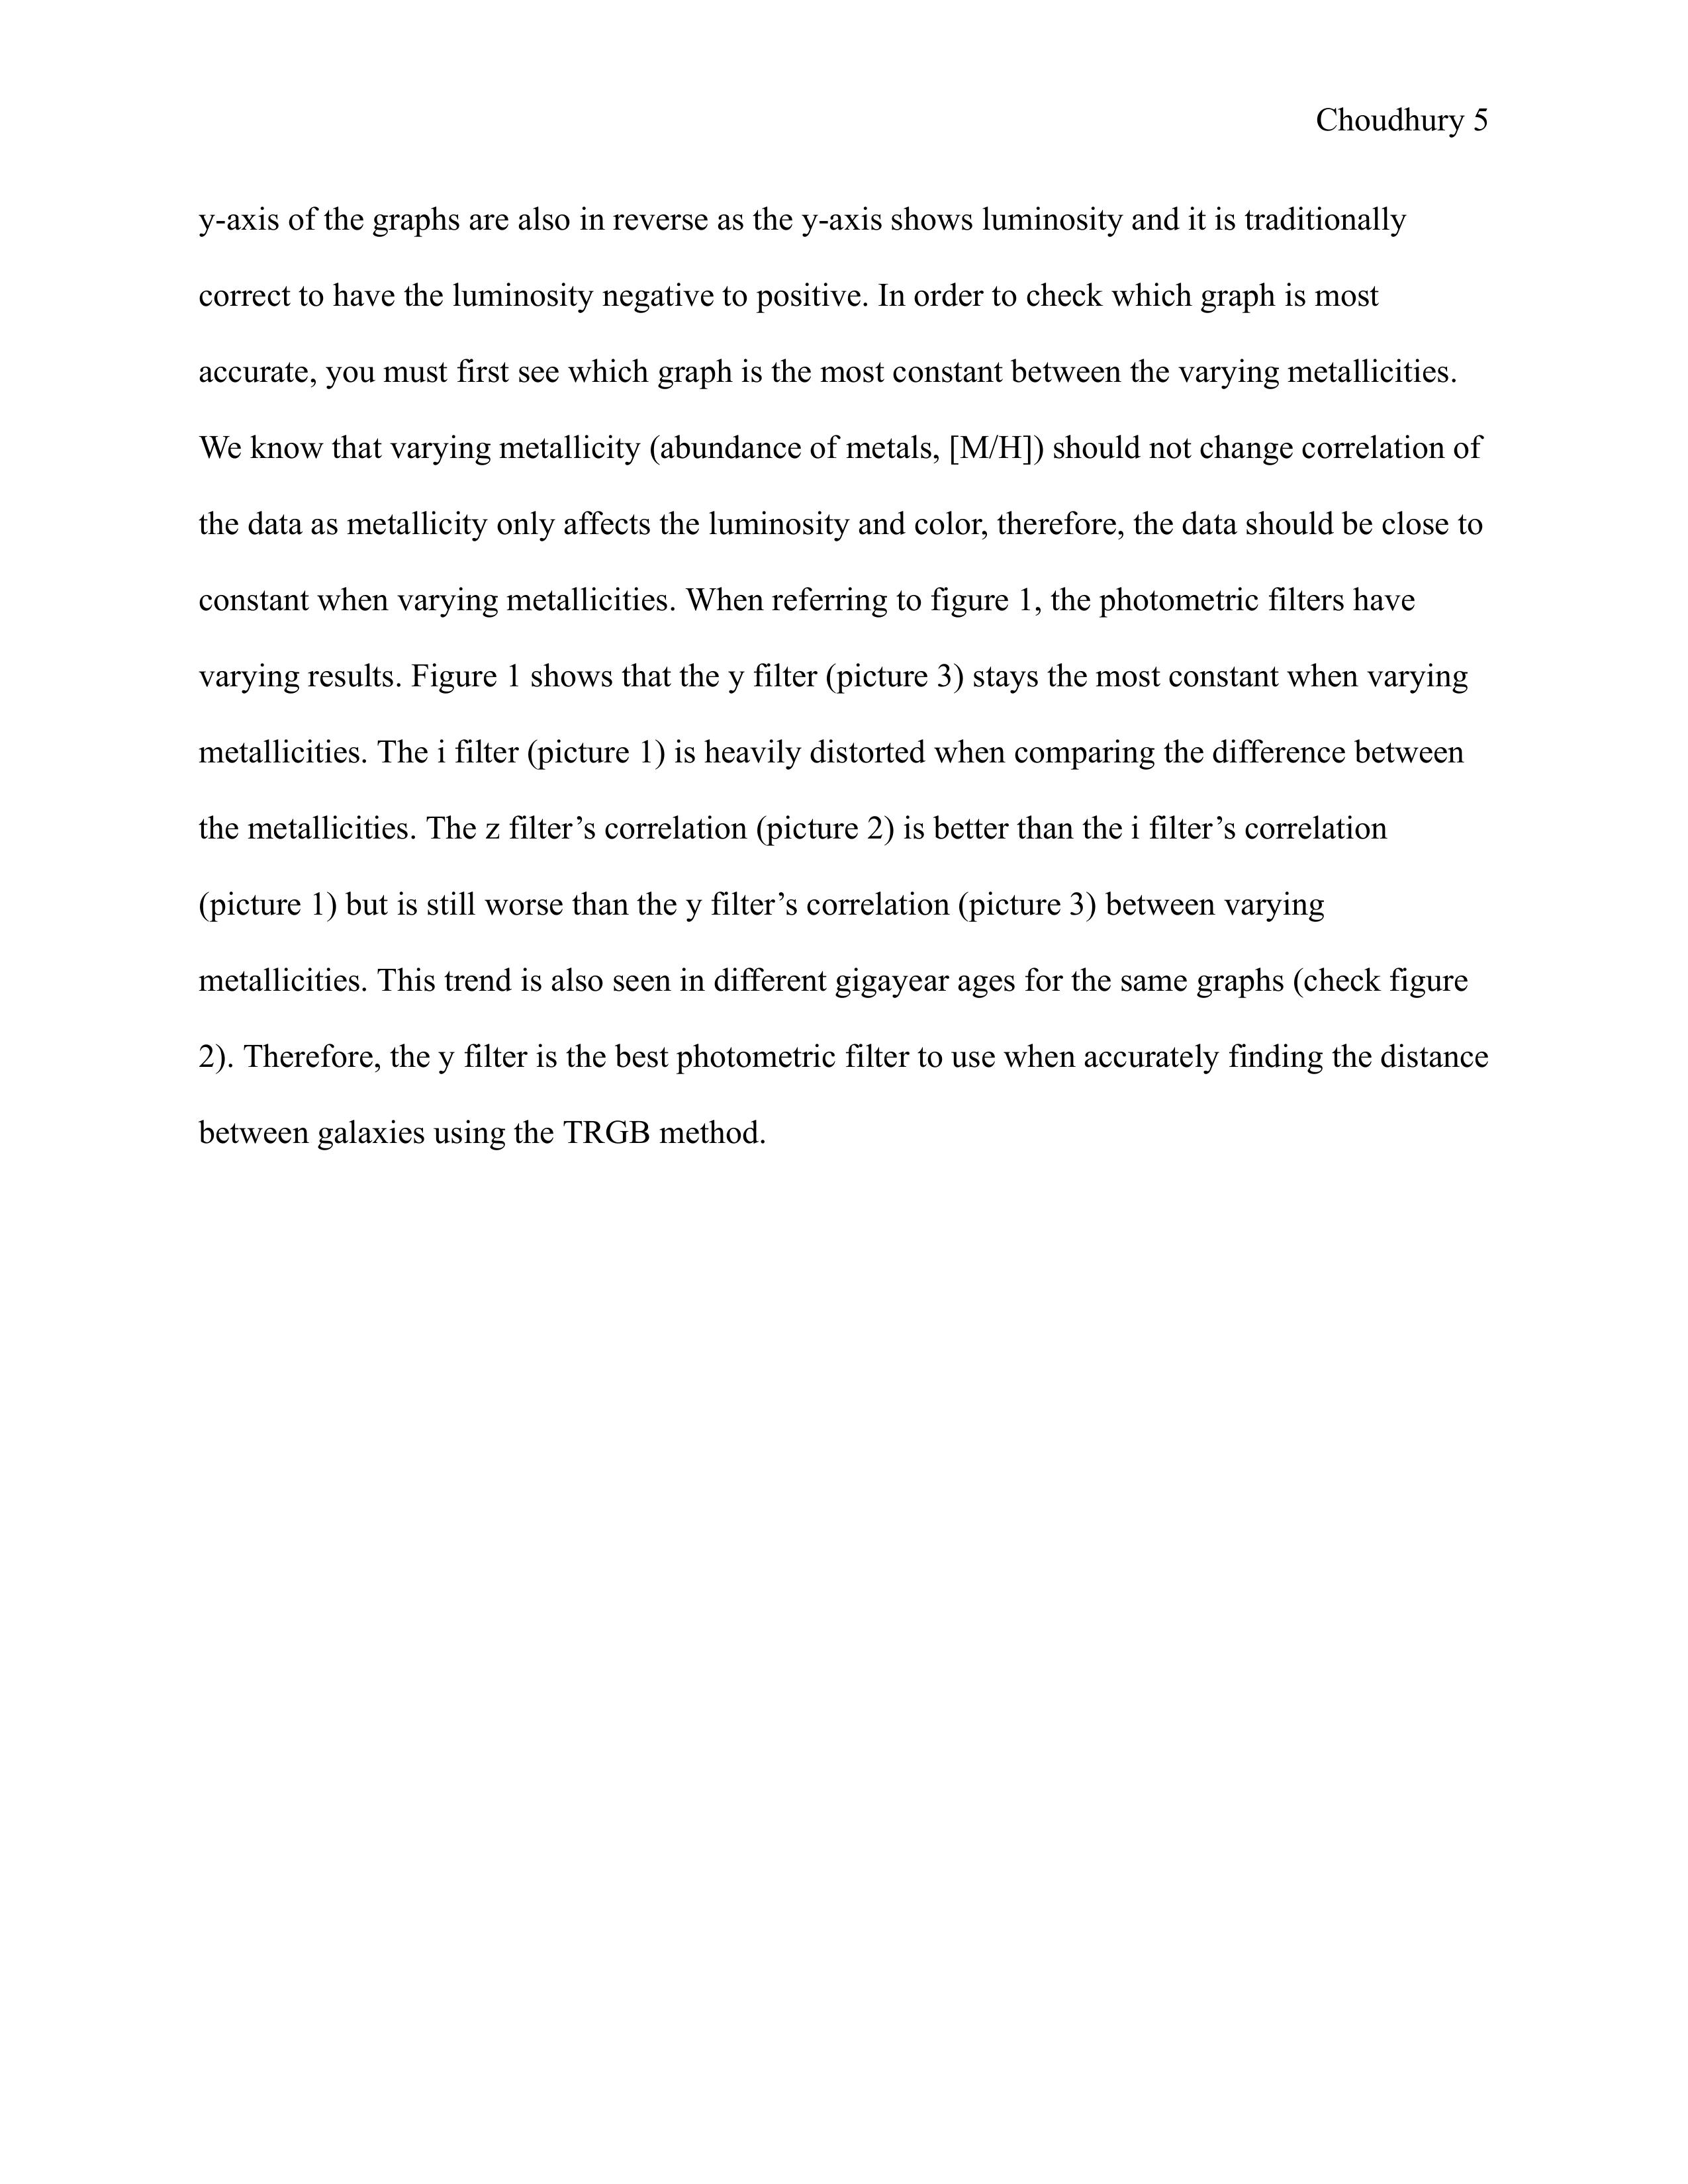 Choudhury 5
y-axis of the graphs are also in reverse as the y-axis shows luminosity and it is traditionally
correct to have the luminosity negative to positive. In order to check which graph is most
accurate, you must first see which graph is the most constant between the varying metallicities.
We know that varying metallicity (abundance of metals, [M/H]) should not change correlation of
the data as metallicity only affects the luminosity and color, therefore, the data should be close to
constant when varying metallicities. When referring to figure 1, the photometric filters have
varying results. Figure 1 shows that the y filter (picture 3) stays the most constant when varying
metallicities. The i filter (picture 1) is heavily distorted when comparing the difference between
the metallicities. The z filter’s correlation (picture 2) is better than the i filter’s correlation
(picture 1) but is still worse than the y filter’s correlation (picture 3) between varying
metallicities. This trend is also seen in different gigayear ages for the same graphs (check figure
2). Therefore, the y filter is the best photometric filter to use when accurately finding the distance
between galaxies using the TRGB method.